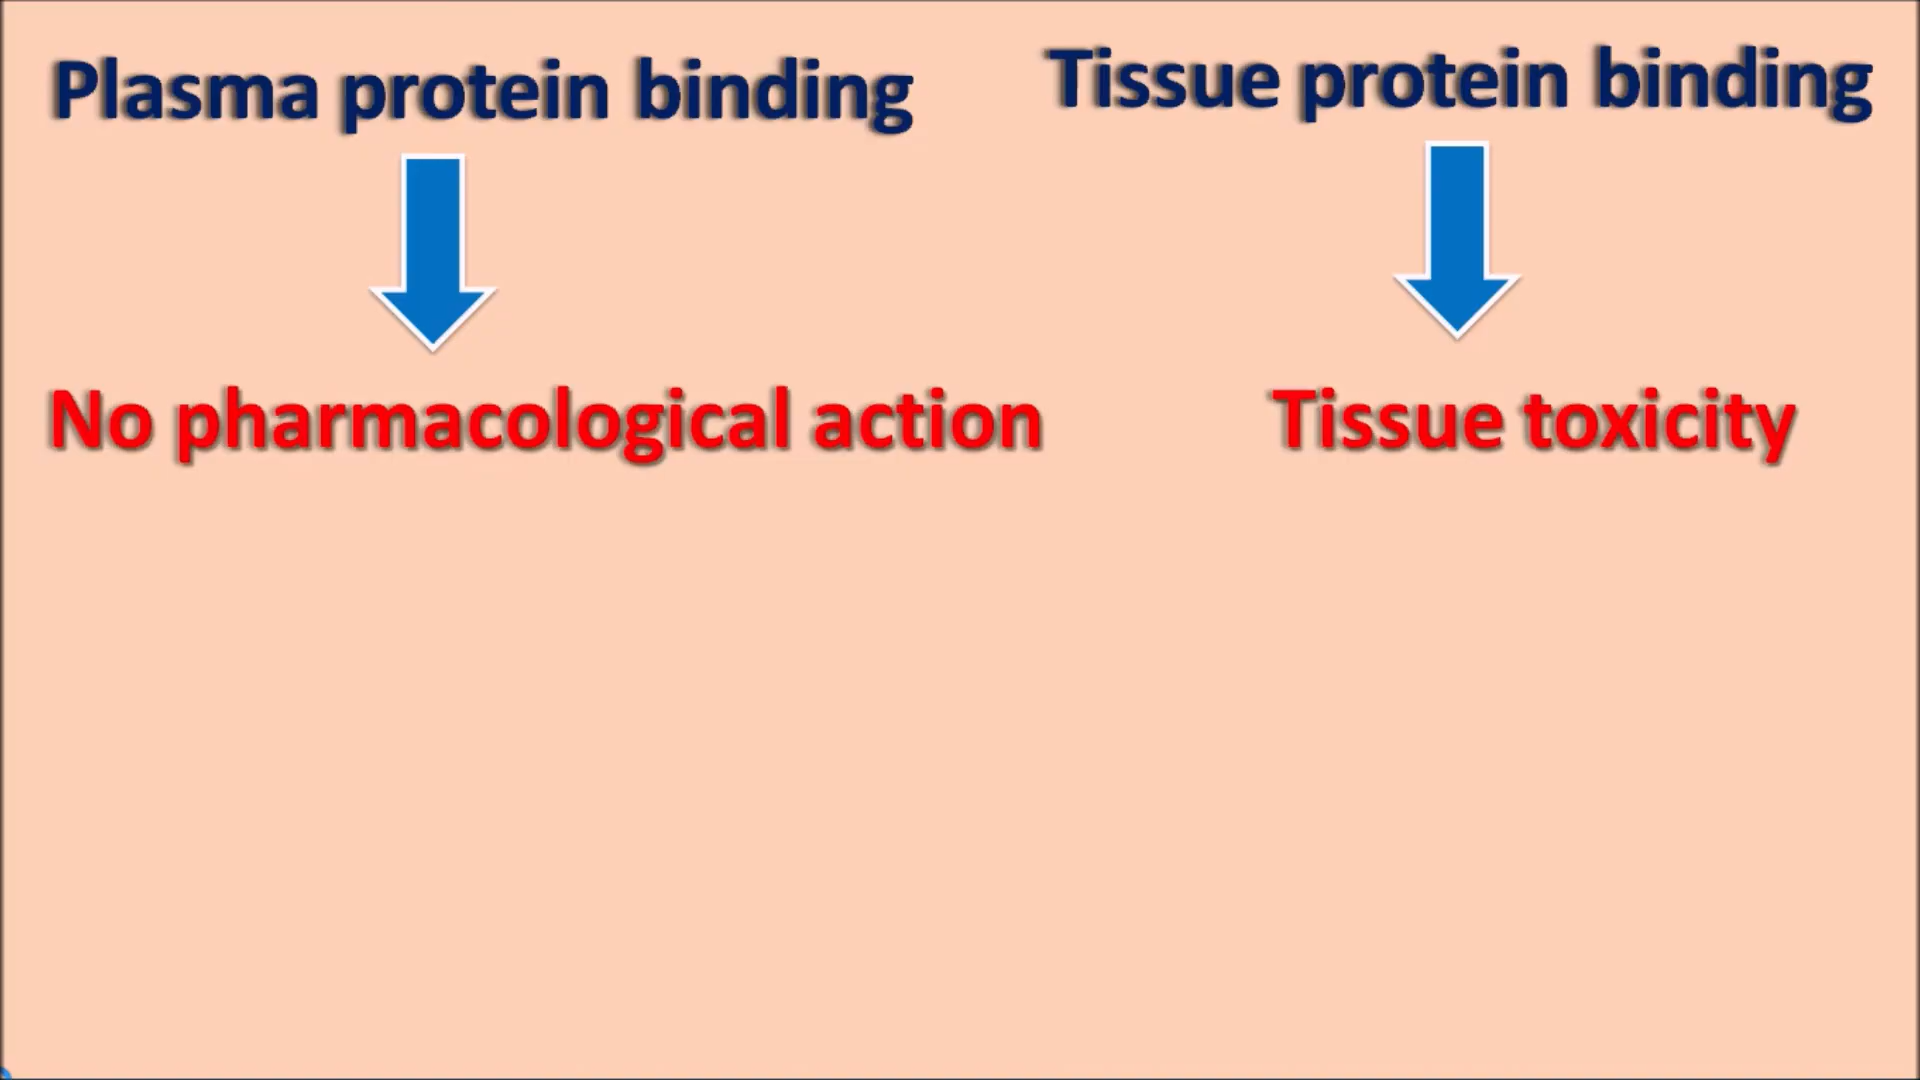 Plasma protein binding
Tissue protein binding
No pharmacological action
Tissue toxicity